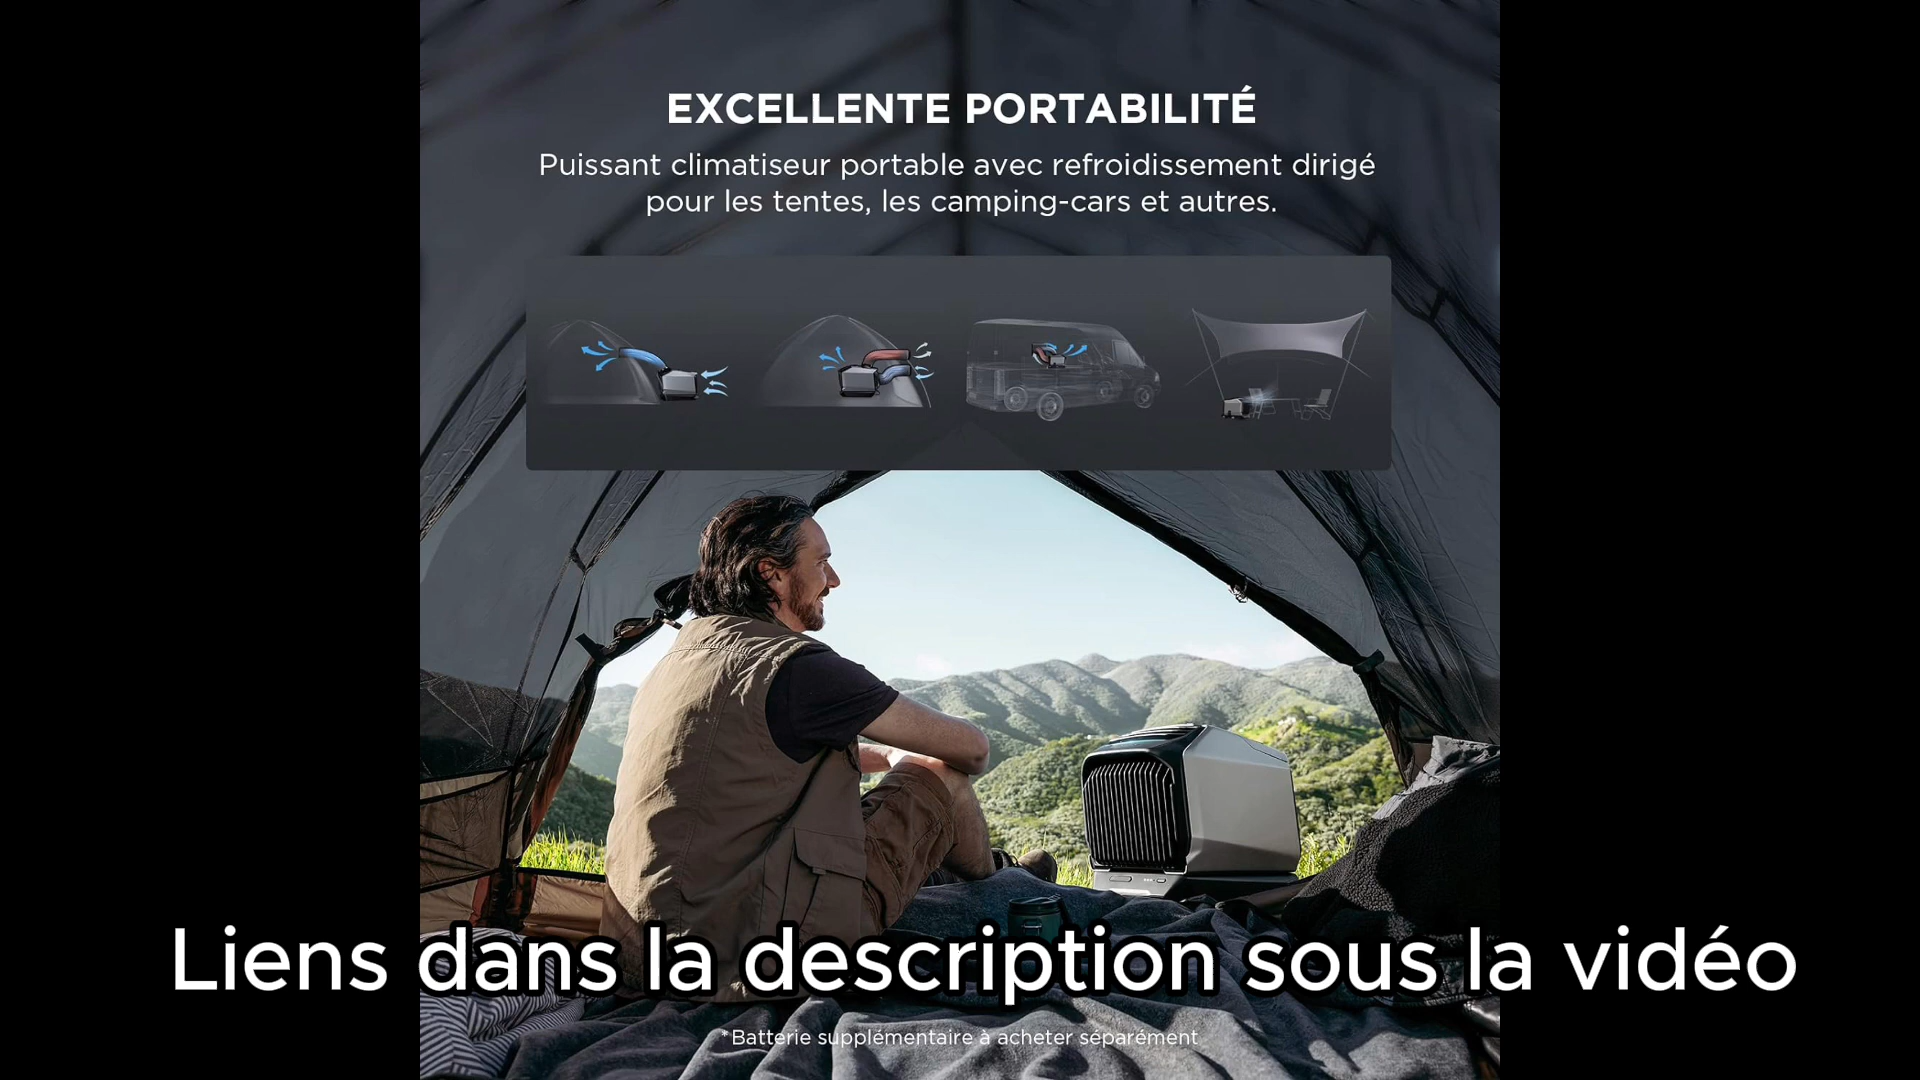 EXCELLENTE PORTABILITÉ
Puissant climatiseur portable avec refroidissement dirigé
pour les tentes, les camping-cars et autres.
Liens dans la description sous la vidéo
*Batterie supplémentaire à acheter séparément